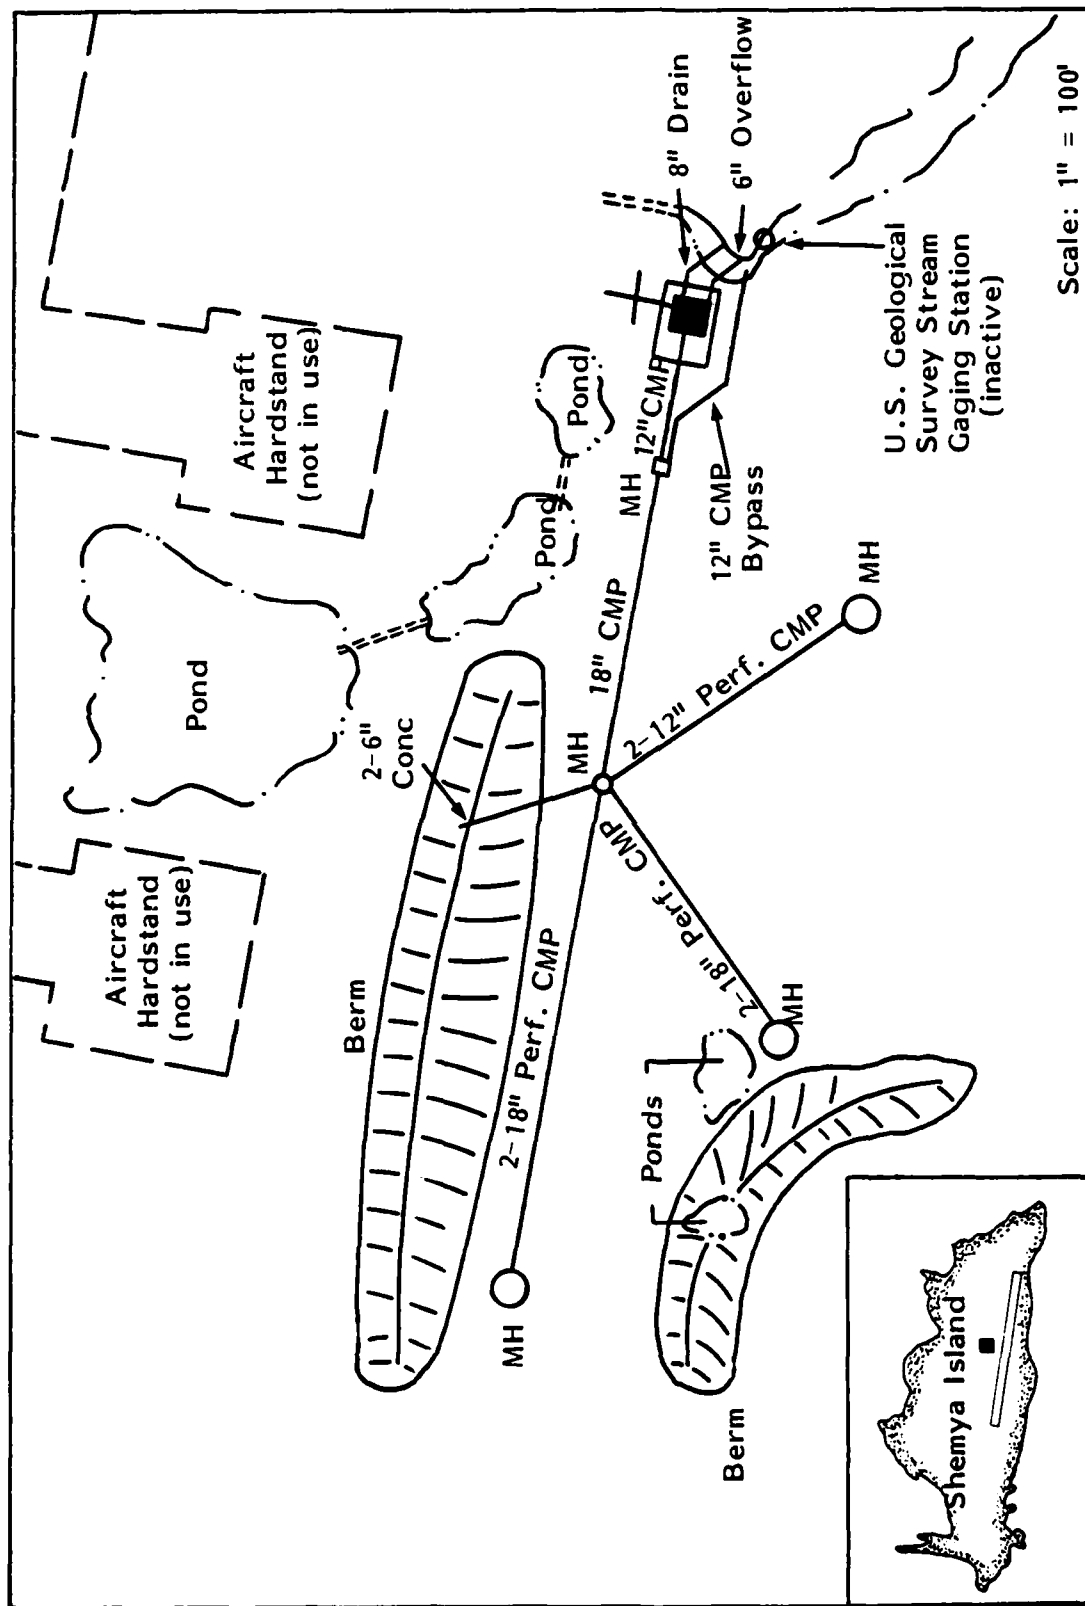 Aircraft
Hardstand
(not in use)
Pond
Aircraft
Hardstand
(not in use)
Berm
2-6"
Conc
Pond
Pond
8" Drain
6" Overflow
2-18" Perf. CMP
MH
MH
18" CMP
MH
12" CMP
12" CMP
Bypass
U.S. Geological
Survey Stream
Gaging Station
(inactive)
Ponds
2-18" Perf. CMP
MH
2-12" Perf. CMP
MH
Berm
Shemya Island
Scale: 1" = 100'